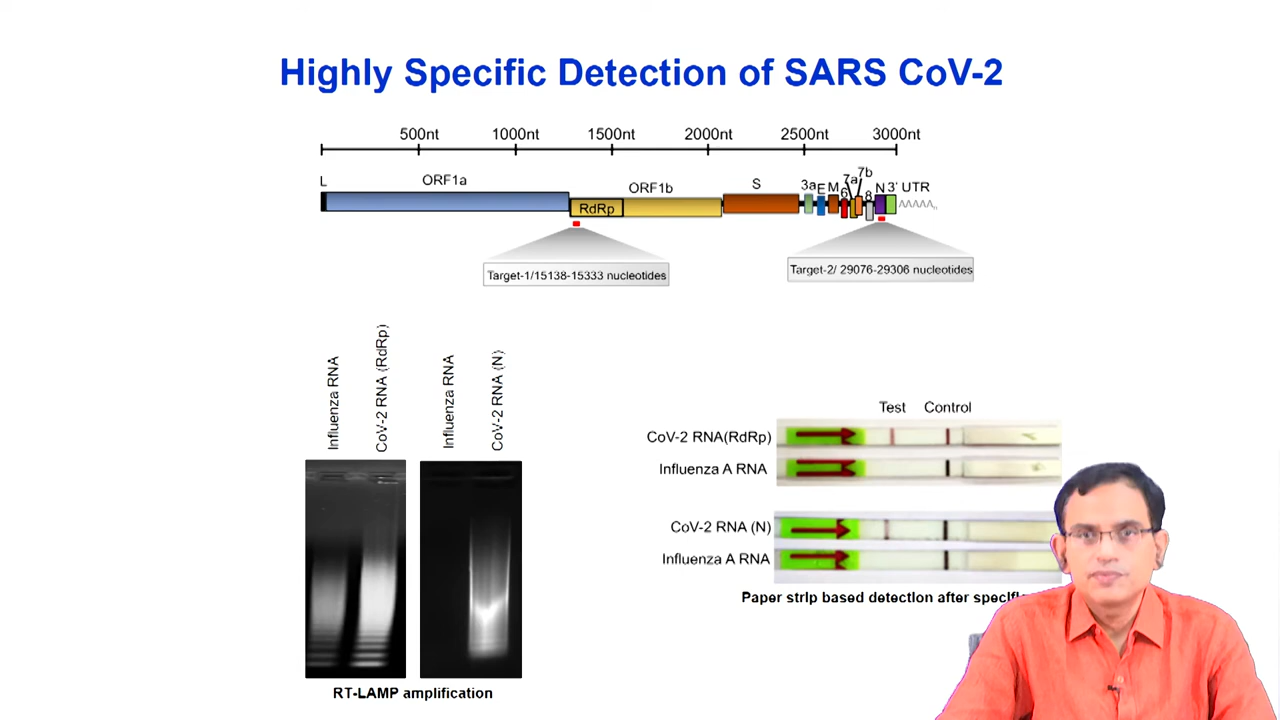 Highly Specific Detection of SARS CoV-2
500nt 1000nt 1500nt 2000nt 2500nt 3000nt
L ORF1a ORF1b S 3a E M 6 7a 7b 8 N 3' UTR
RdRp AAAAAn
Target-1/15138-15333 nucleotides
Target-2/ 29076-29306 nucleotides
Influenza RNA
CoV-2 RNA (RdRp)
Influenza RNA
CoV-2 RNA (N)
RT-LAMP amplification
Test Control
CoV-2 RNA(RdRp)
Influenza A RNA
CoV-2 RNA (N)
Influenza A RNA
Paper strip based detection after